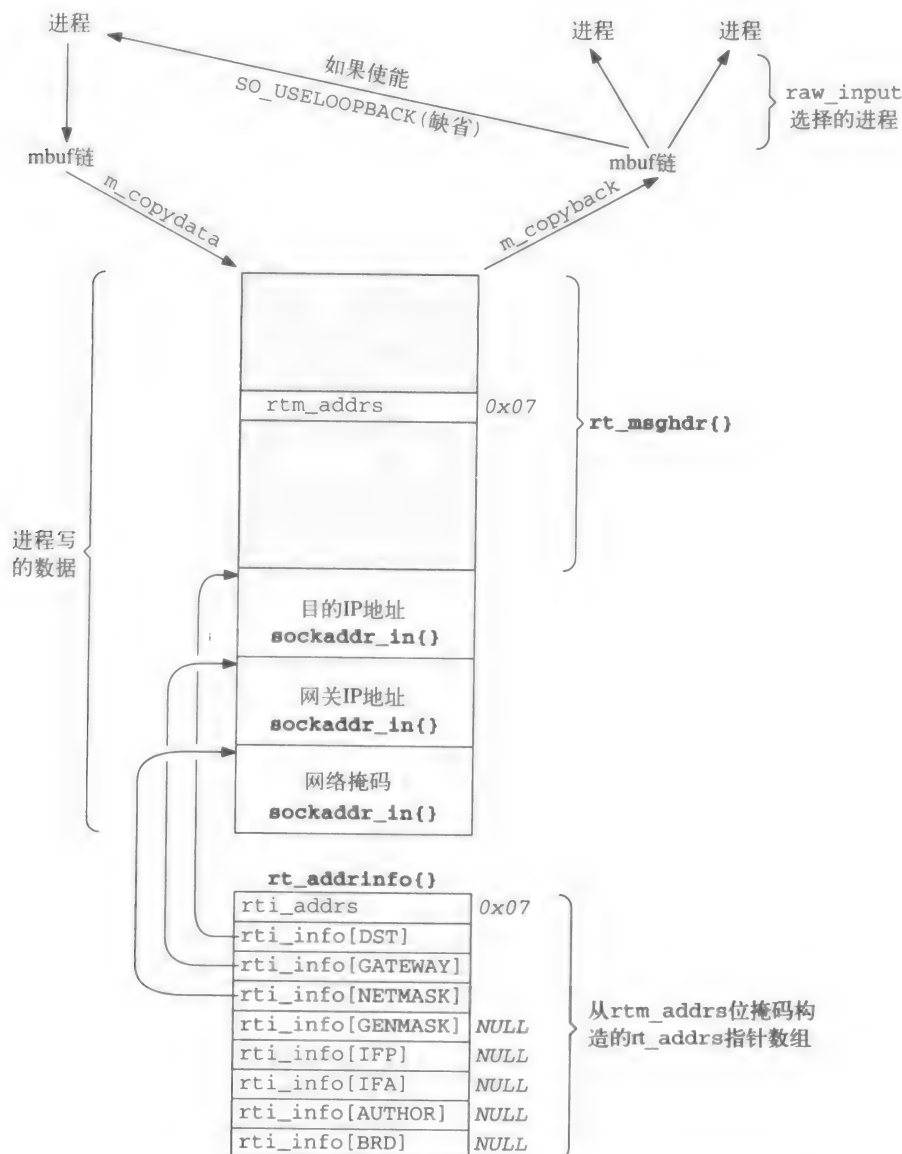 进程
进程
进程
如果使能
SO_USELOOPBACK(缺省)
raw_input
选择的进程
mbuf链
mbuf链
m_copydata
m_copyback
rtm_addrs
0x07
rt_msghdr{}
进程写
的数据
目的IP地址
sockaddr_in{}
网关IP地址
sockaddr_in{}
网络掩码
sockaddr_in{}
rt_addrinfo{}
rti_addrs
0x07
rti_info[DST]
rti_info[GATEWAY]
rti_info[NETMASK]
rti_info[GENMASK] NULL
rti_info[IFP] NULL
rti_info[IFA] NULL
rti_info[AUTHOR] NULL
rti_info[BRD] NULL
从rtm_addrs位掩码构
造的rt_addrs指针数组